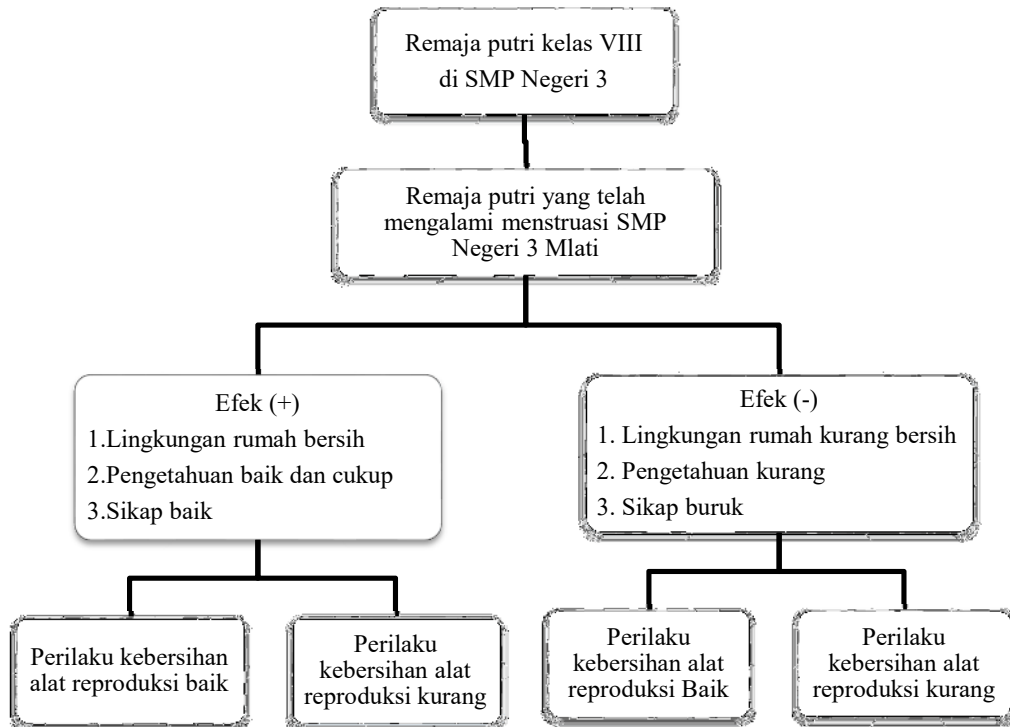 Remaja putri kelas VIII
di SMP Negeri 3
Remaja putri yang telah
mengalami menstruasi SMP
Negeri 3 Mlati
Efek (+)
1.Lingkungan rumah bersih
2.Pengetahuan baik dan cukup
3.Sikap baik
Efek (-)
1. Lingkungan rumah kurang bersih
2. Pengetahuan kurang
3. Sikap buruk
Perilaku kebersihan
alat reproduksi baik
Perilaku
kebersihan alat
reproduksi kurang
Perilaku
kebersihan alat
reproduksi Baik
Perilaku
kebersihan alat
reproduksi kurang